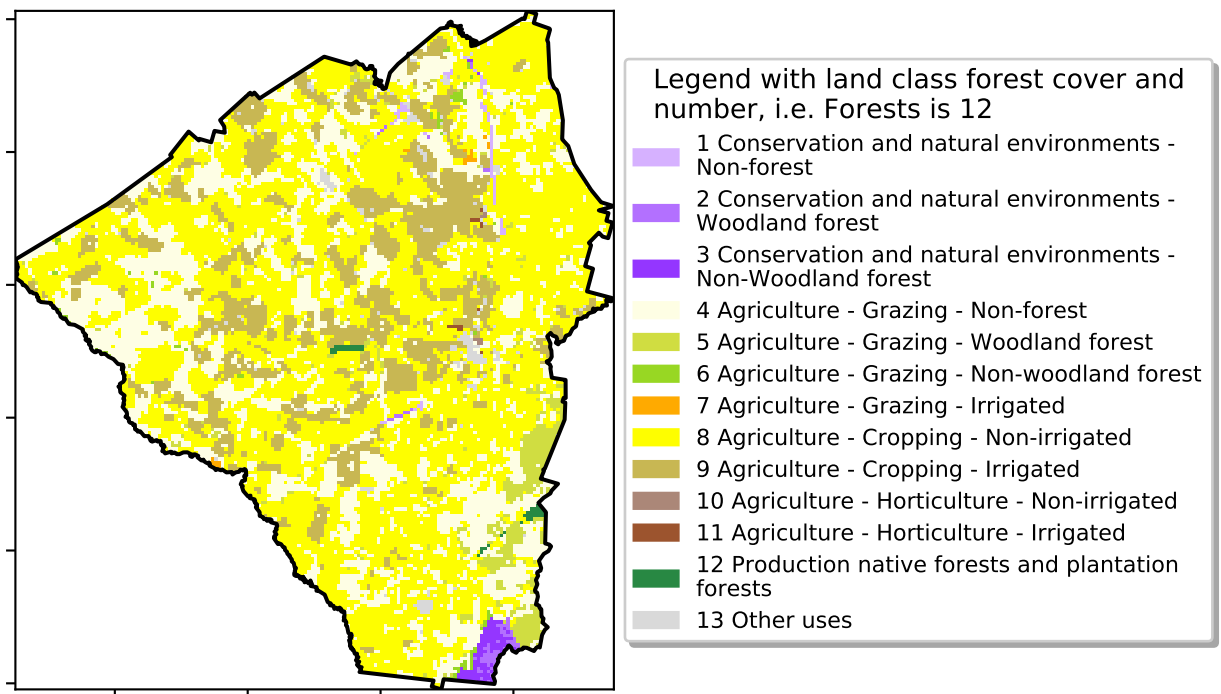 Legend with land class forest cover and
number, i.e. Forests is 12
1 Conservation and natural environments -
Non-forest
2 Conservation and natural environments -
Woodland forest
3 Conservation and natural environments -
Non-Woodland forest
4 Agriculture - Grazing - Non-forest
5 Agriculture - Grazing - Woodland forest
6 Agriculture - Grazing - Non-woodland forest
7 Agriculture - Grazing - Irrigated
8 Agriculture - Cropping - Non-irrigated
9 Agriculture - Cropping - Irrigated
10 Agriculture - Horticulture - Non-irrigated
11 Agriculture - Horticulture - Irrigated
12 Production native forests and plantation
forests
13 Other uses